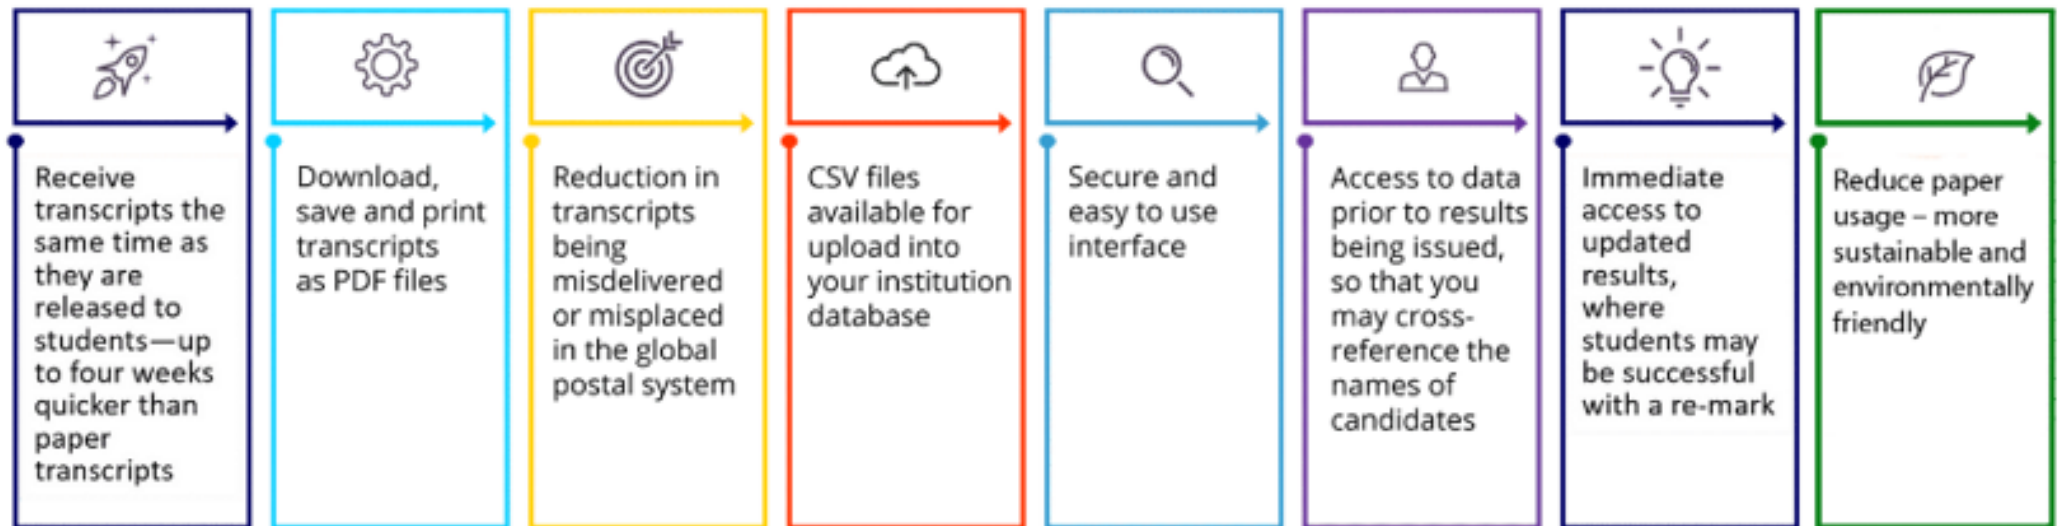 Receive
transcripts the
same time as
they are
released to
students—up
to four weeks
quicker than
paper
transcripts
Download,
save and print
transcripts
as PDF files
Reduction in
transcripts
being
misdelivered
or misplaced
in the global
postal system
CSV files
available for
upload into
your institution
database
Secure and
easy to use
interface
Access to data
prior to results
being issued,
so that you
may cross-
reference the
names of
candidates
Immediate
access to
updated
results,
where
students may
be successful
with a re-mark
Reduce paper
usage – more
sustainable and
environmentally
friendly